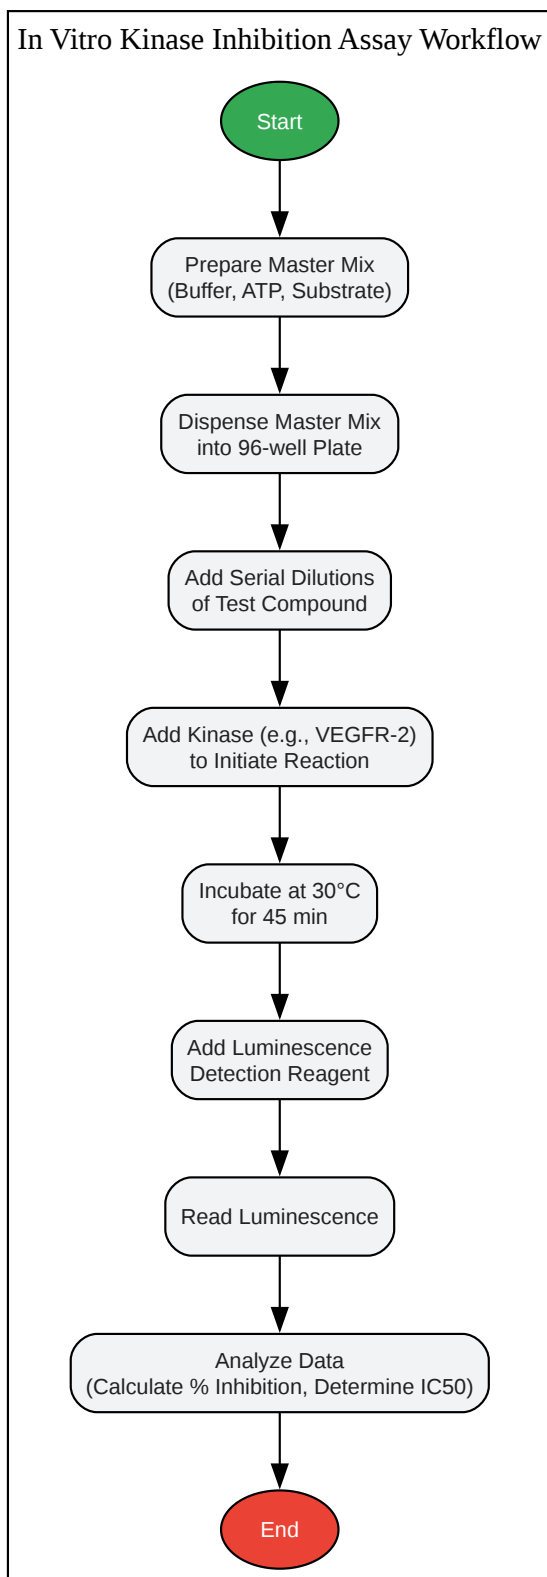 In Vitro Kinase Inhibition Assay Workflow
Start
Prepare Master Mix
(Buffer, ATP, Substrate)
Dispense Master Mix
into 96-well Plate
Add Serial Dilutions
of Test Compound
Add Kinase (e.g., VEGFR-2)
to Initiate Reaction
Incubate at 30°C
for 45 min
Add Luminescence
Detection Reagent
Read Luminescence
Analyze Data
(Calculate % Inhibition, Determine IC50)
End